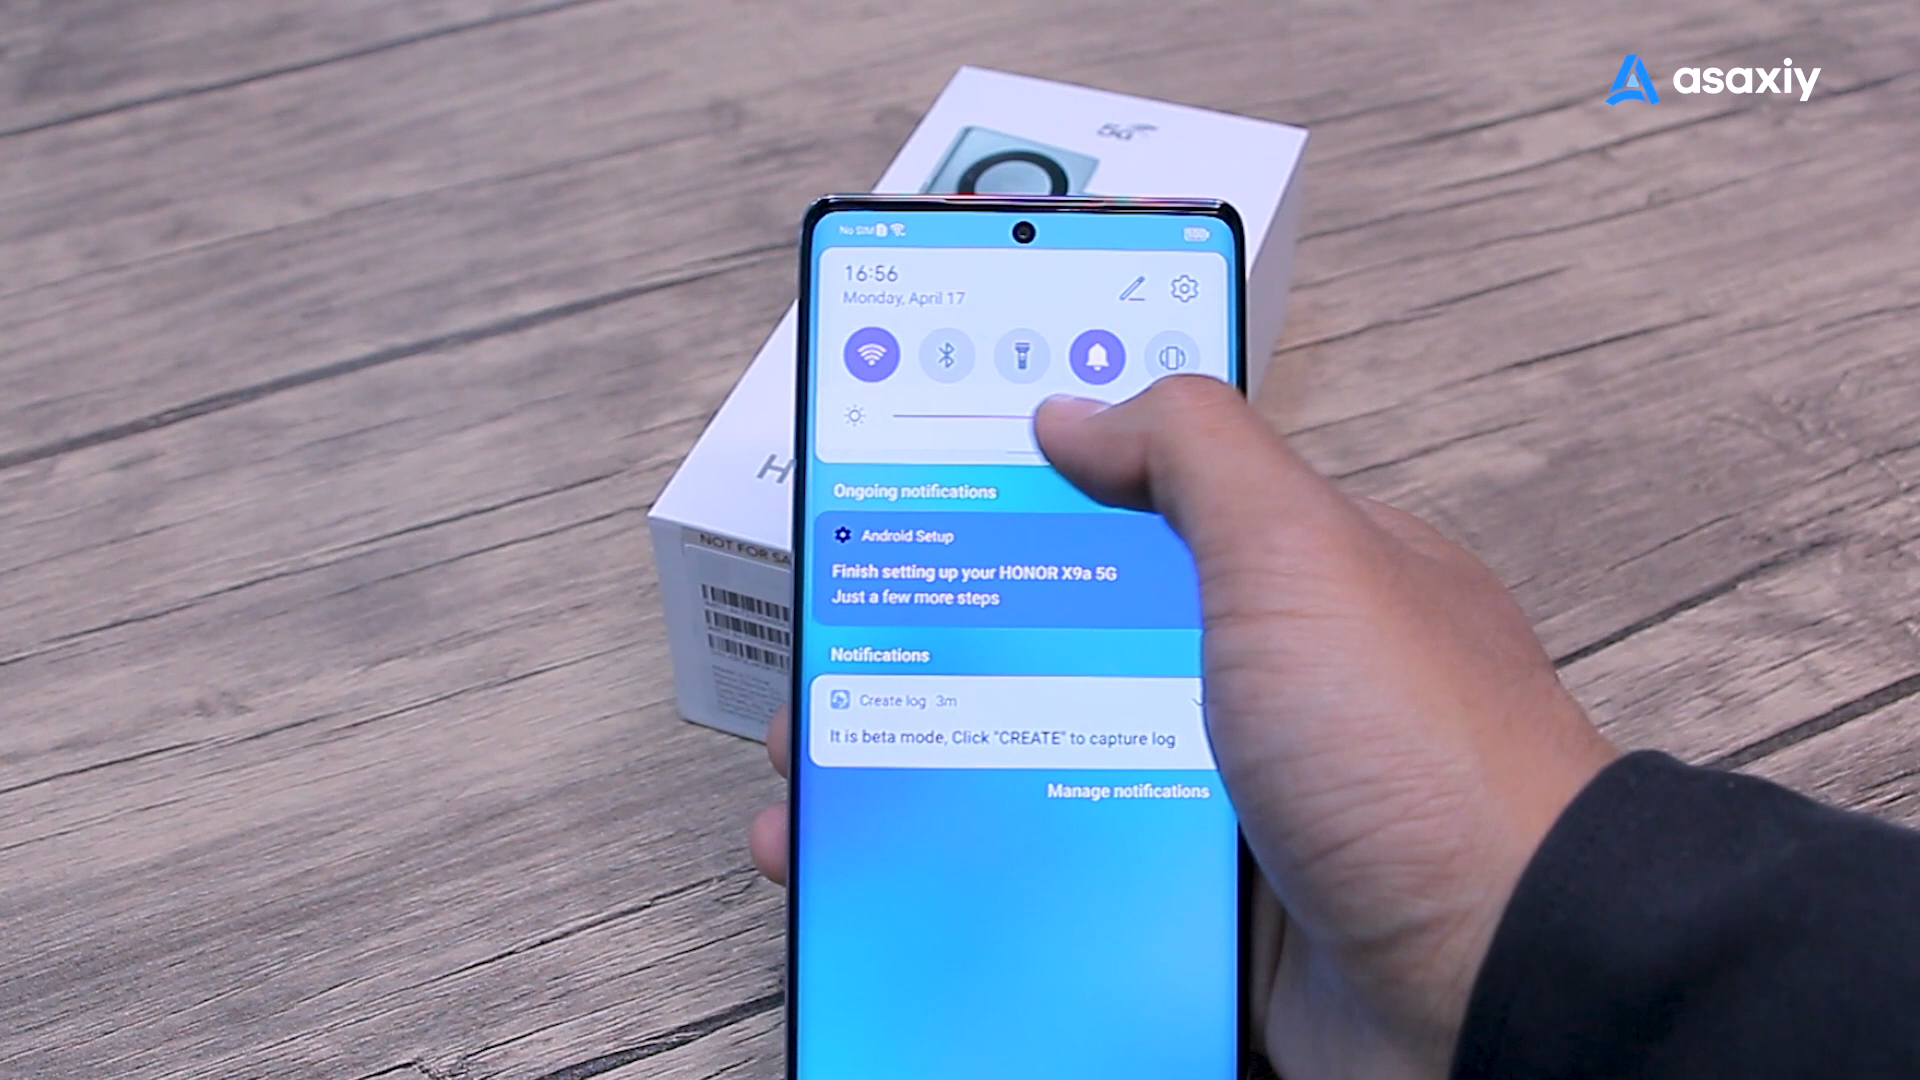 asaxiy
5G
No SIM
16:56
Monday, April 17
H
NOT FOR SA
Ongoing notifications
Android Setup
Finish setting up your HONOR X9a 5G
Just a few more steps
Notifications
Create log 3m
It is beta mode, Click "CREATE" to capture log
Manage notifications